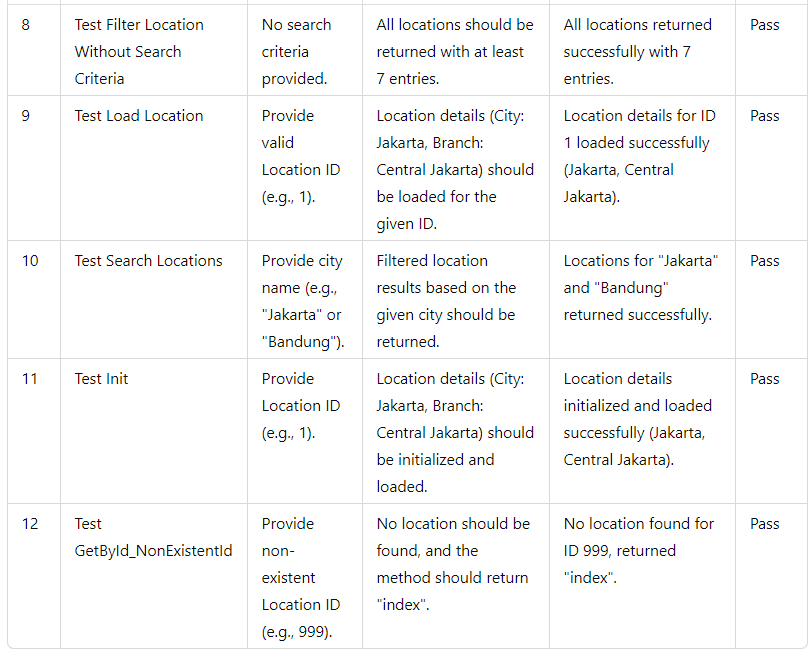 8
Test Filter Location
Without Search
Criteria
No search
criteria
provided.
All locations should be
returned with at least
7 entries.
All locations returned
successfully with 7
entries.
Pass
9
Test Load Location
Provide
valid
Location ID
(e.g., 1).
Location details (City:
Jakarta, Branch:
Central Jakarta) should
be loaded for the
given ID.
Location details for ID
1 loaded successfully
(Jakarta, Central
Jakarta).
Pass
10
Test Search Locations
Provide city
name (e.g.,
"Jakarta" or
"Bandung").
Filtered location
results based on the
given city should be
returned.
Locations for "Jakarta"
and "Bandung"
returned successfully.
Pass
11
Test Init
Provide
Location ID
(e.g., 1).
Location details (City:
Jakarta, Branch:
Central Jakarta) should
be initialized and
loaded.
Location details
initialized and loaded
successfully (Jakarta,
Central Jakarta).
Pass
12
Test
GetById_NonExistentId
Provide
non-
existent
Location ID
(e.g., 999).
No location should be
found, and the
method should return
"index".
No location found for
ID 999, returned
"index".
Pass